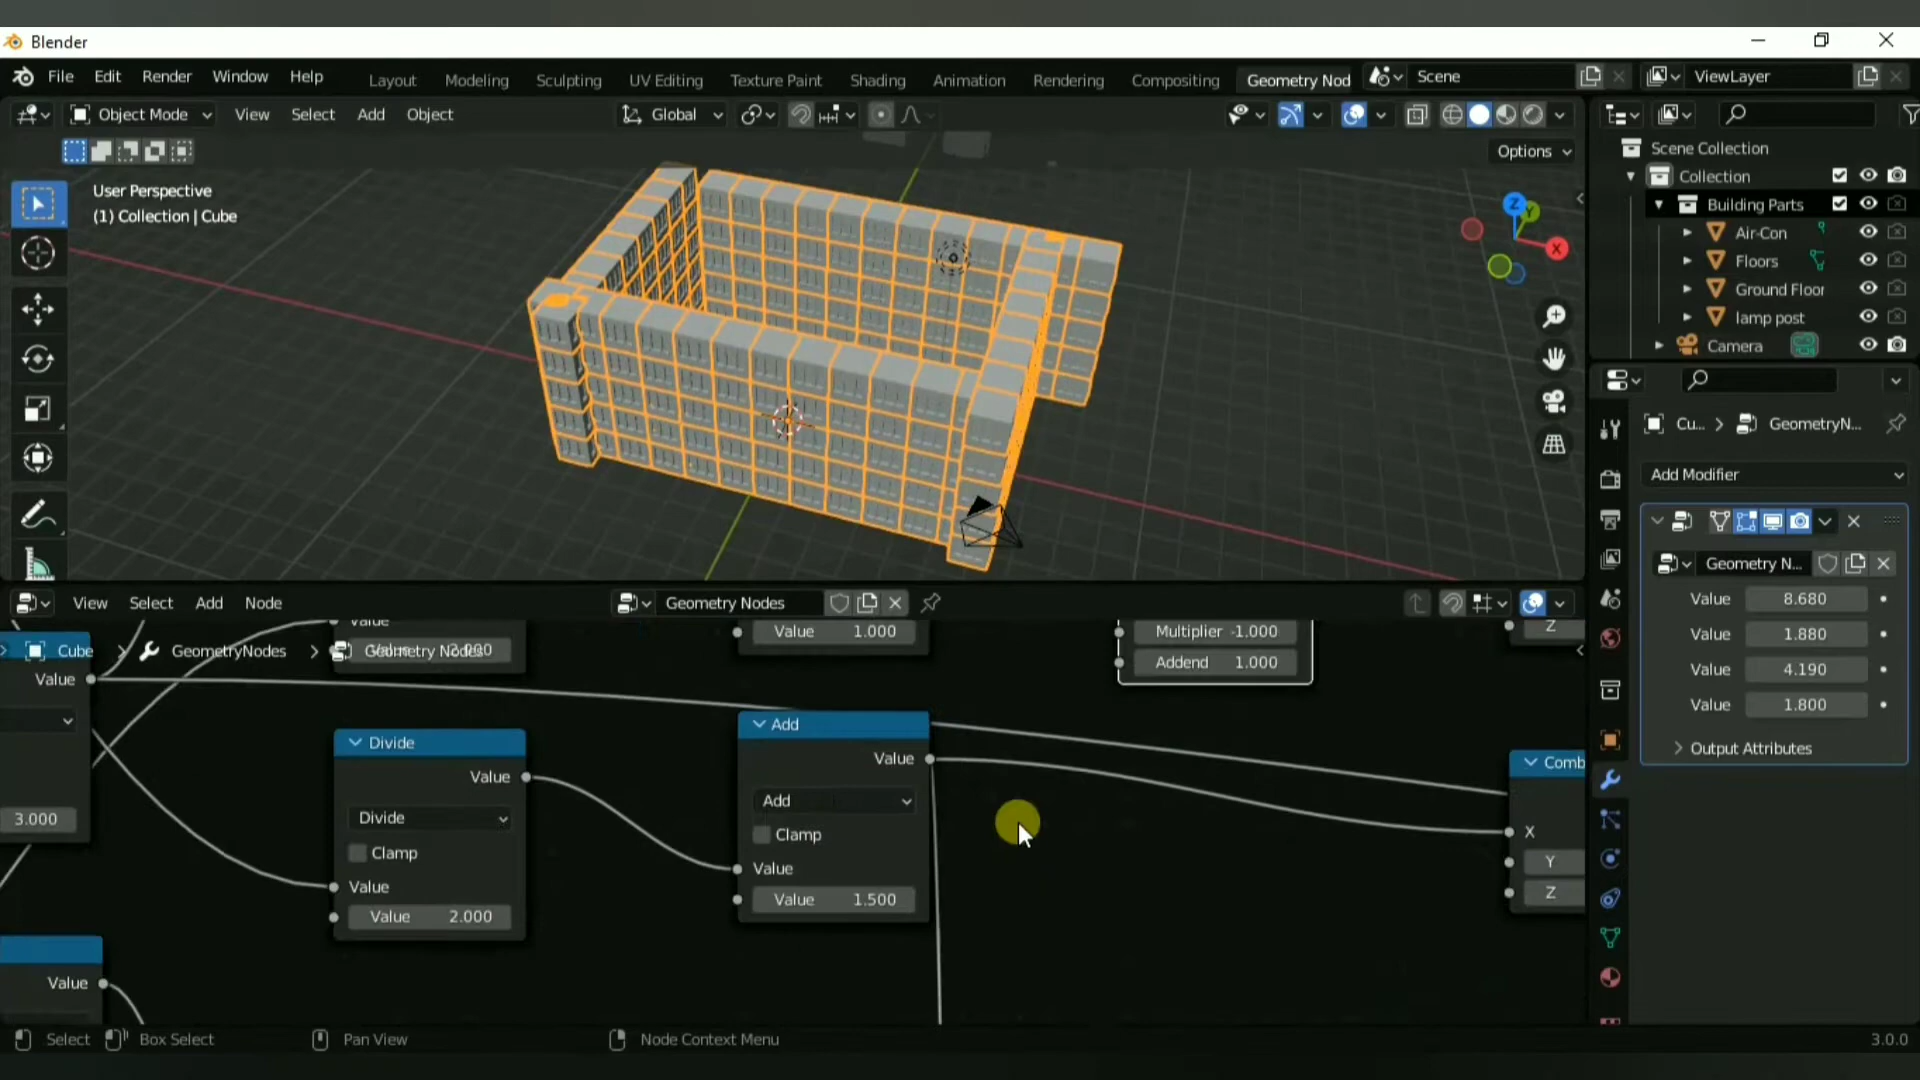 Blender
File Edit Render Window Help Layout Modeling Sculpting UV Editing Texture Paint Shading Animation Rendering Compositing Geometry Nod Scene ViewLayer
Object Mode View Select Add Object Global
Options
User Perspective
(1) Collection | Cube
Z
Y
X
Scene Collection
Collection
Building Parts
Air-Con
Floors
Ground Floor
lamp post
Camera
Cu... > GeometryN...
Add Modifier
Geometry N...
Value 8.680
Value 1.880
Value 4.190
Value 1.800
Output Attributes
View Select Add Node Geometry Nodes
Cube > GeometryNodes > Geometry Nodes
Value
3.000
Value
Value
Divide
Value
Divide
Clamp
Value
Value 2.000
Value 1.000
Add
Value
Add
Clamp
Value
Value 1.500
Multiplier -1.000
Addend 1.000
Z
Comb
X
Y
Z
Select Box Select Pan View Node Context Menu 3.0.0